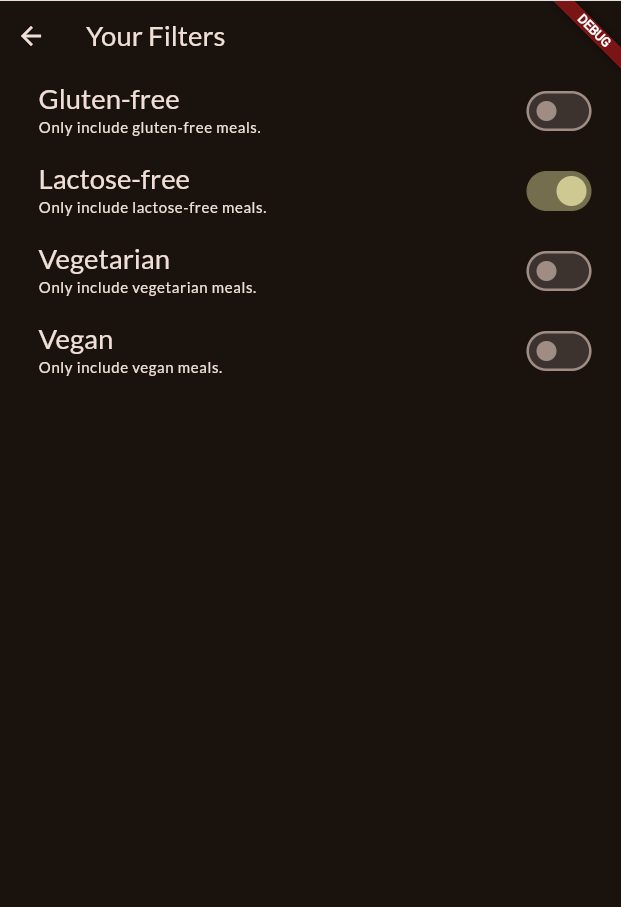 Your Filters
DEBUG
Gluten-free
Only include gluten-free meals.
Lactose-free
Only include lactose-free meals.
Vegetarian
Only include vegetarian meals.
Vegan
Only include vegan meals.